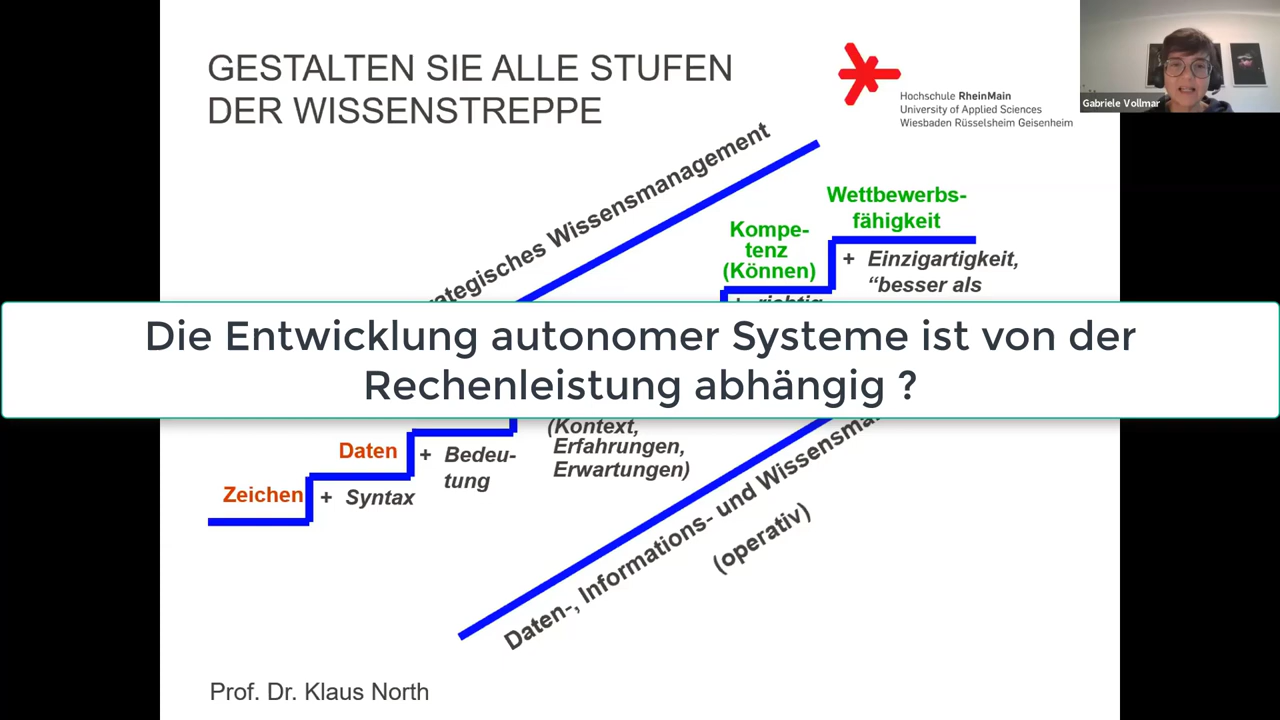 GESTALTEN SIE ALLE STUFEN
DER WISSENSTREPPE
Hochschule RheinMain
University of Applied Sciences
Wiesbaden Rüsselsheim Geisenheim
Gabriele Vollmar
rategisches Wissensmanagement
Wettbewerbs-
fähigkeit
Kompe-
tenz
(Können)
+ Einzigartigkeit,
“besser als
+ richtig
Die Entwicklung autonomer Systeme ist von der
Rechenleistung abhängig ?
(Kontext,
Erfahrungen,
Erwartungen)
Daten
+ Bedeu-
tung
Zeichen
+ Syntax
Daten-, Informations- und Wissensma
(operativ)
Prof. Dr. Klaus North